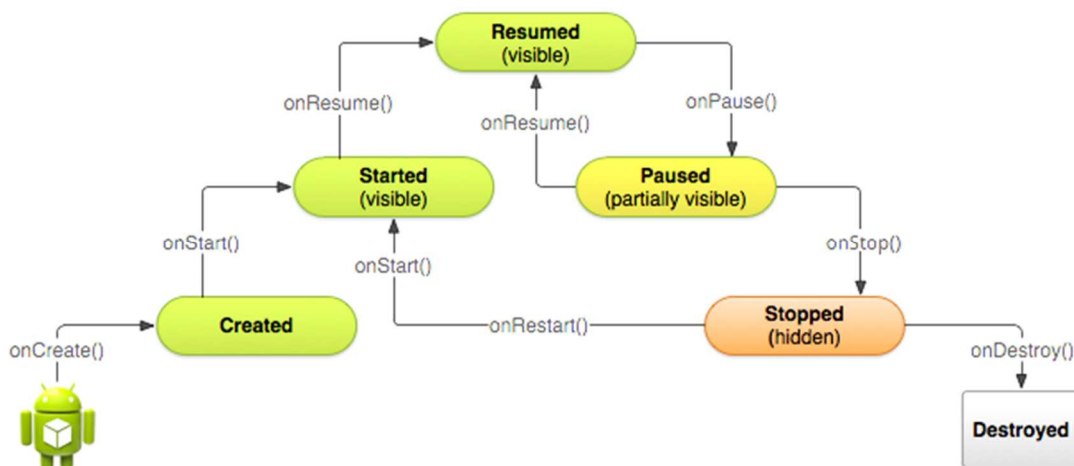 Resumed
(visible)
onResume()
onResume()
onPause()
Started
(visible)
Paused
(partially visible)
onStart()
onStart()
onStop()
Created
onRestart()
Stopped
(hidden)
onCreate()
onDestroy()
Destroyed